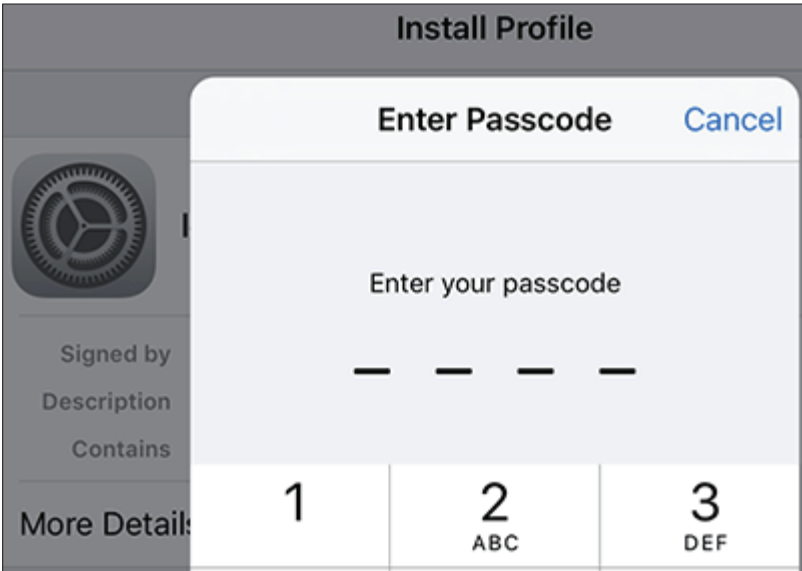 Install Profile
Enter Passcode
Cancel
Enter your passcode
Signed by
Description
Contains
More Details
1
2
ABC
3
DEF